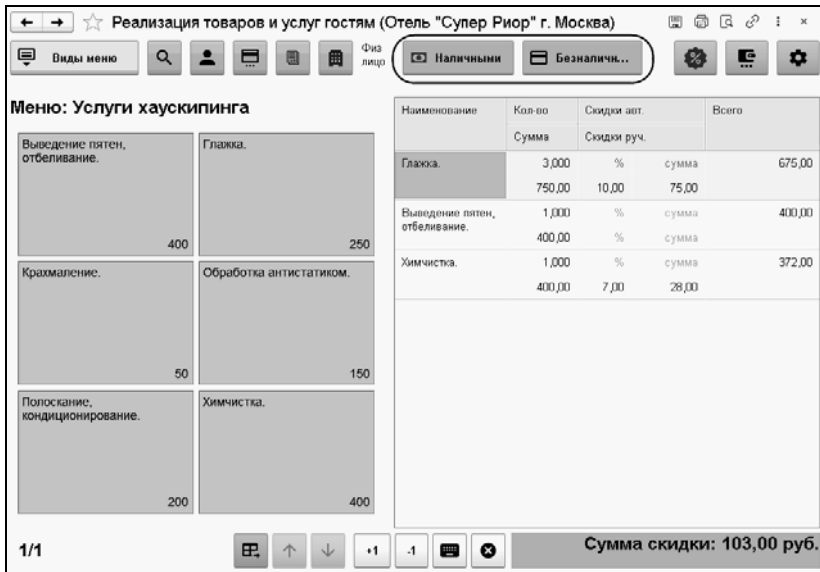 Реализация товаров и услуг гостям (Отель "Супер Риор" г. Москва)
Виды меню
Физ
лицо
Наличными
Безналичн...
Меню: Услуги хаускипинга
Выведение пятен,
отбеливание.
400
Глажка.
250
Крахмаление.
50
Обработка антистатиком.
150
Полоскание,
кондиционирование.
200
Химчистка.
400
Наименование Кол-во Скидки авт. Всего
Сумма Скидки руч.
Глажка. 3,000 % сумма 675,00
750,00 10,00 75,00
Выведение пятен, 1,000 % сумма 400,00
отбеливание. 400,00 % сумма
Химчистка. 1,000 % сумма 372,00
400,00 7,00 28,00
1/1
+1
-1
Сумма скидки: 103,00 руб.